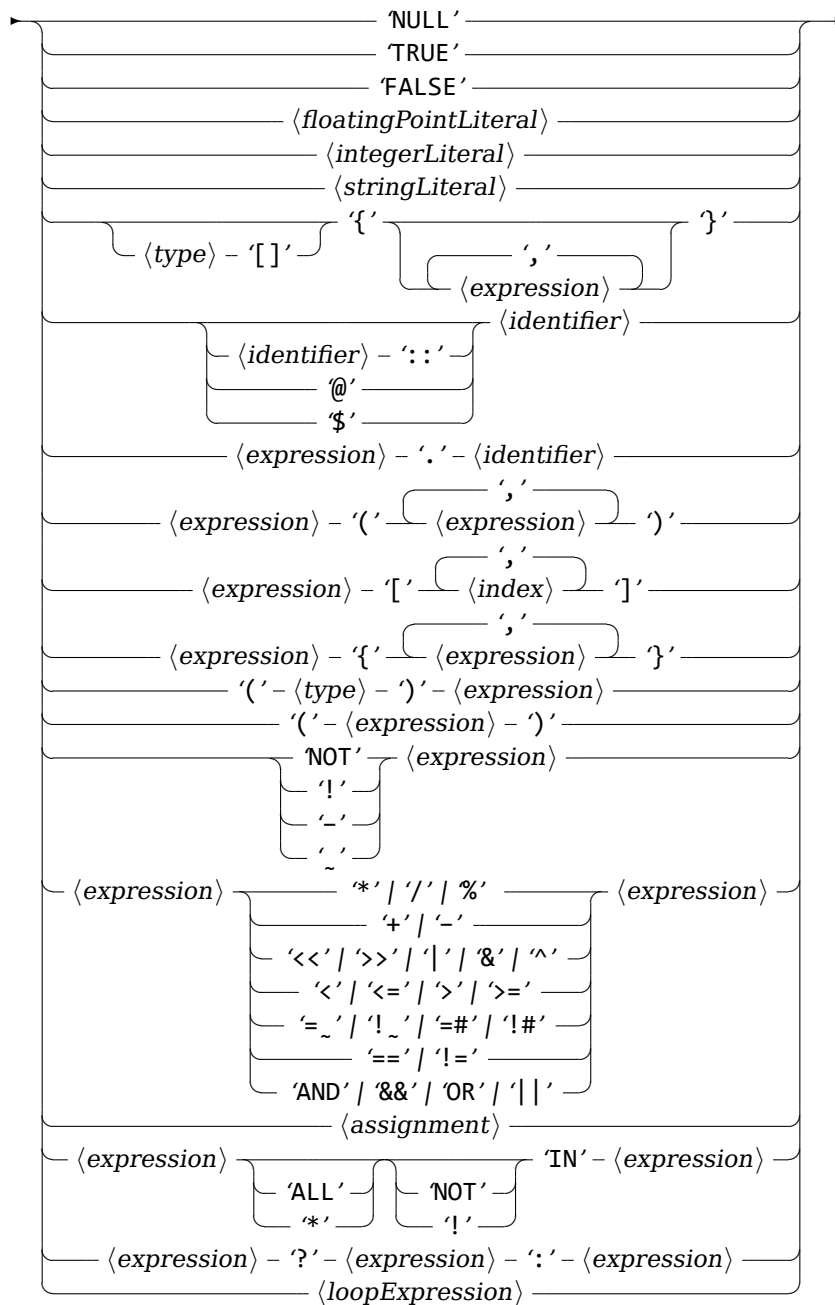 ‘NULL’
‘TRUE’
‘FALSE’
⟨floatingPointLiteral⟩
⟨integerLiteral⟩
⟨stringLiteral⟩
‘{’ ‘}’
⟨type⟩ – ‘[]’ ‘,’
⟨expression⟩
⟨identifier⟩
⟨identifier⟩ – ‘::’
‘@’
‘$’
⟨expression⟩ – ‘.’ – ⟨identifier⟩
‘,’
⟨expression⟩ – ‘(’ ⟨expression⟩ ‘)’
‘,’
⟨expression⟩ – ‘[’ ⟨index⟩ ‘]’
‘,’
⟨expression⟩ – ‘{’ ⟨expression⟩ ‘}’
‘(’ – ⟨type⟩ – ‘)’ – ⟨expression⟩
‘(’ – ⟨expression⟩ – ‘)’
‘NOT’ ⟨expression⟩
‘!’
‘-’
‘~’
⟨expression⟩ ‘*’ / ‘/’ / ‘%’ ⟨expression⟩
‘+’ / ‘-’
‘<<’ / ‘>>’ / ‘|’ / ‘&’ / ‘^’
‘<’ / ‘<=’ / ‘>’ / ‘>=’
‘=~’ / ‘!~’ / ‘=#’ / ‘!#’
‘==’ / ‘!=’
‘AND’ / ‘&&’ / ‘OR’ / ‘||’
⟨assignment⟩
⟨expression⟩ ‘IN’ – ⟨expression⟩
‘ALL’ ‘NOT’
‘*’ ‘!’
⟨expression⟩ – ‘?’ – ⟨expression⟩ – ‘:’ – ⟨expression⟩
⟨loopExpression⟩